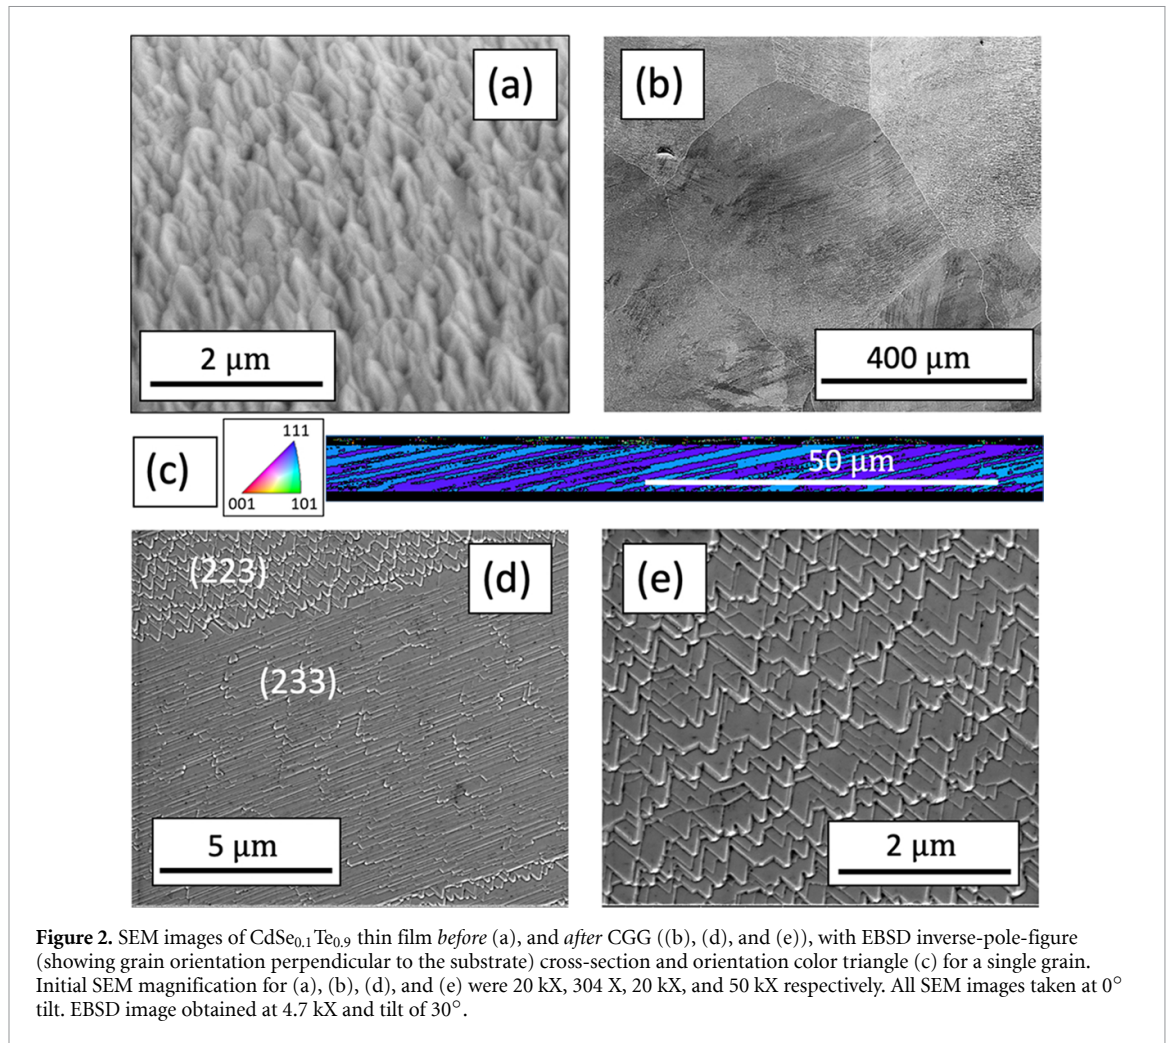 (a)
(b)
2 μm
400 μm
(c)
111
001
101
50 μm
(223)
(d)
(e)
(233)
5 μm
2 μm
Figure 2. SEM images of CdSe0.1Te0.9 thin film before (a), and after CGG ((b), (d), and (e)), with EBSD inverse-pole-figure
(showing grain orientation perpendicular to the substrate) cross-section and orientation color triangle (c) for a single grain.
Initial SEM magnification for (a), (b), (d), and (e) were 20 kX, 304 X, 20 kX, and 50 kX respectively. All SEM images taken at 0°
tilt. EBSD image obtained at 4.7 kX and tilt of 30°.